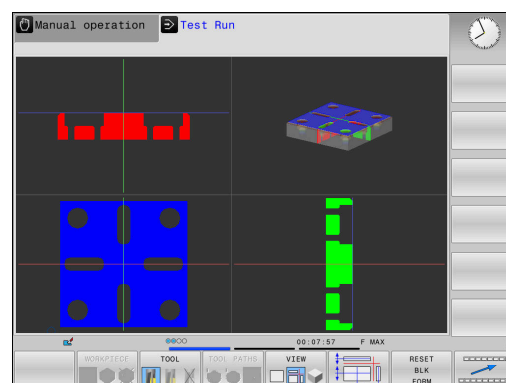 Manual operation
Test Run
00:07:57 F MAX
WORKPIECE
TOOL
TOOL PATHS
VIEW
RESET
BLK
FORM